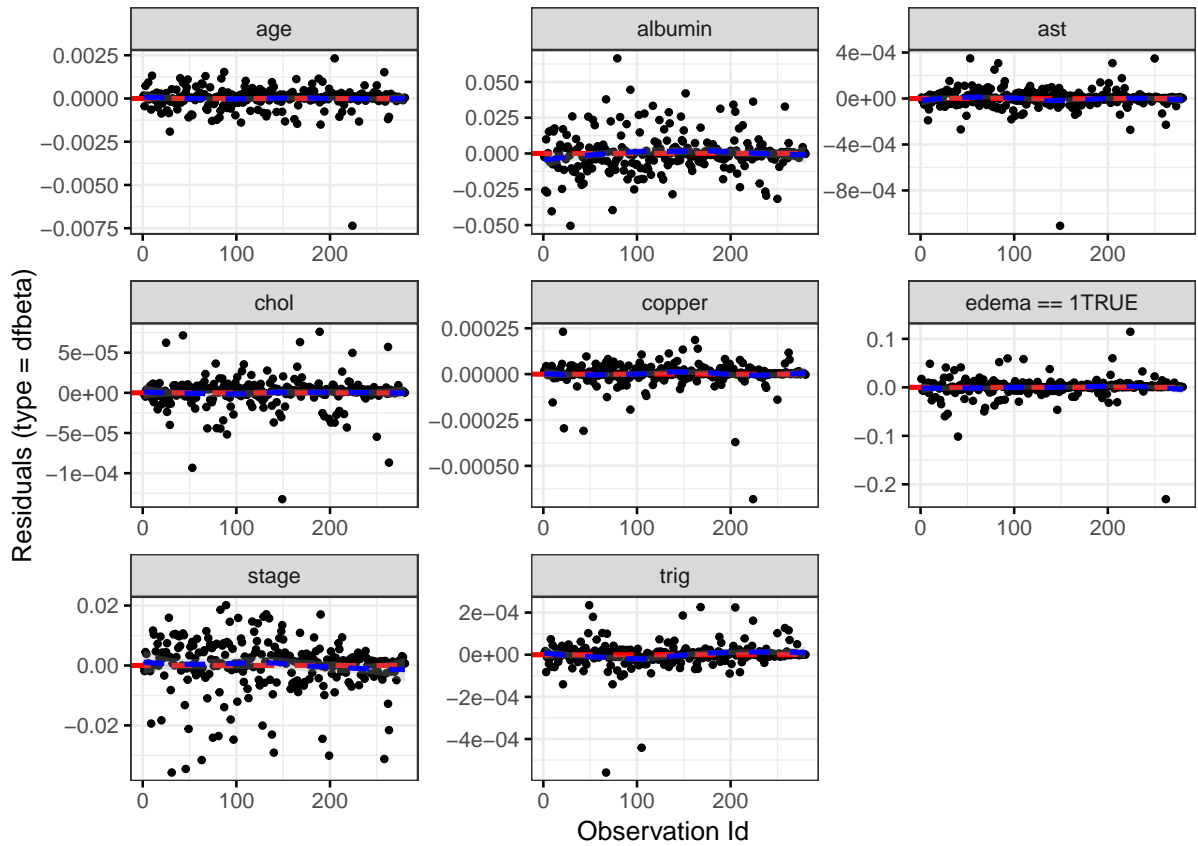 age
albumin
ast
0.0025
0.0000
−0.0025
−0.0050
−0.0075
0 100 200
0.050
0.025
0.000
−0.025
−0.050
0 100 200
4e−04
0e+00
−4e−04
−8e−04
0 100 200
chol
copper
edema == 1TRUE
5e−05
0e+00
−5e−05
−1e−04
0 100 200
0.00025
0.00000
−0.00025
−0.00050
0 100 200
0.1
0.0
−0.1
−0.2
0 100 200
stage
trig
0.02
0.00
−0.02
0 100 200
2e−04
0e+00
−2e−04
−4e−04
0 100 200
Residuals (type = dfbeta)
Observation Id